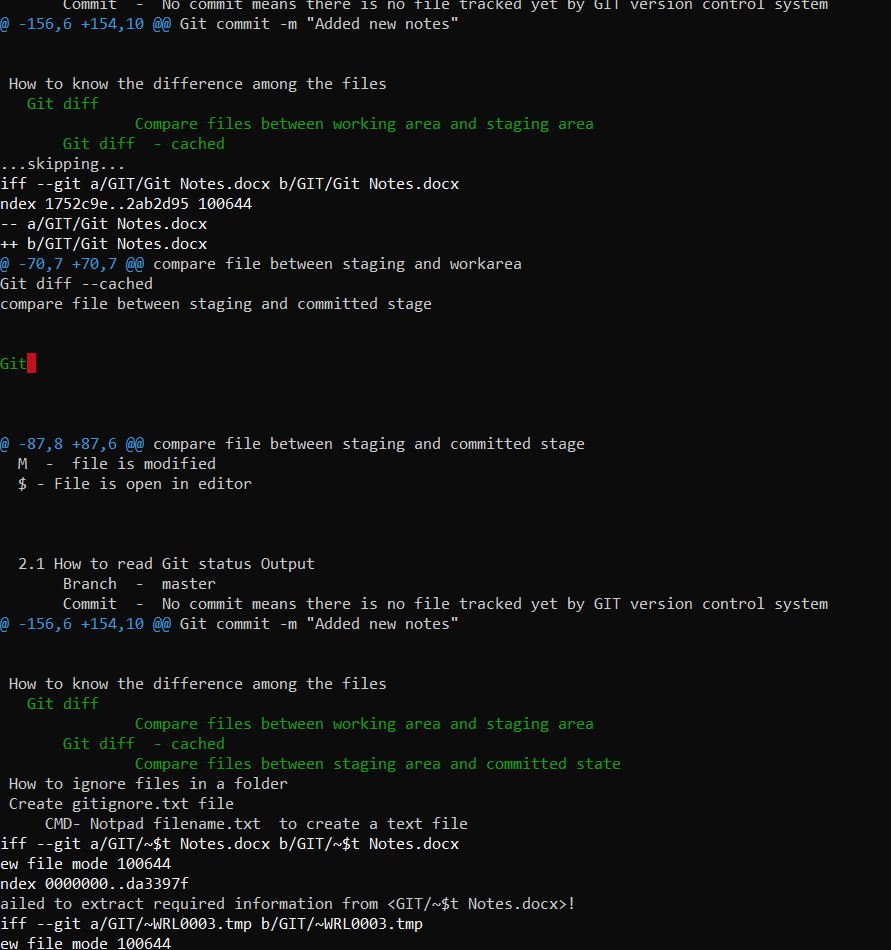 Commit  -  No commit means there is no file tracked yet by GIT version control system
@ -156,6 +154,10 @@ Git commit -m "Added new notes"
How to know the difference among the files
Git diff
Compare files between working area and staging area
Git diff  - cached
...skipping...
iff --git a/GIT/Git Notes.docx b/GIT/Git Notes.docx
ndex 1752c9e..2ab2d95 100644
-- a/GIT/Git Notes.docx
++ b/GIT/Git Notes.docx
@ -70,7 +70,7 @@ compare file between staging and workarea
Git diff --cached
compare file between staging and committed stage
Git
@ -87,8 +87,6 @@ compare file between staging and committed stage
M  -  file is modified
$ - File is open in editor
2.1 How to read Git status Output
Branch  -  master
Commit  -  No commit means there is no file tracked yet by GIT version control system
@ -156,6 +154,10 @@ Git commit -m "Added new notes"
How to know the difference among the files
Git diff
Compare files between working area and staging area
Git diff  - cached
Compare files between staging area and committed state
How to ignore files in a folder
Create gitignore.txt file
CMD- Notpad filename.txt  to create a text file
iff --git a/GIT/~$t Notes.docx b/GIT/~$t Notes.docx
ew file mode 100644
ndex 0000000..da3397f
ailed to extract required information from <GIT/~$t Notes.docx>!
iff --git a/GIT/~WRL0003.tmp b/GIT/~WRL0003.tmp
ew file mode 100644